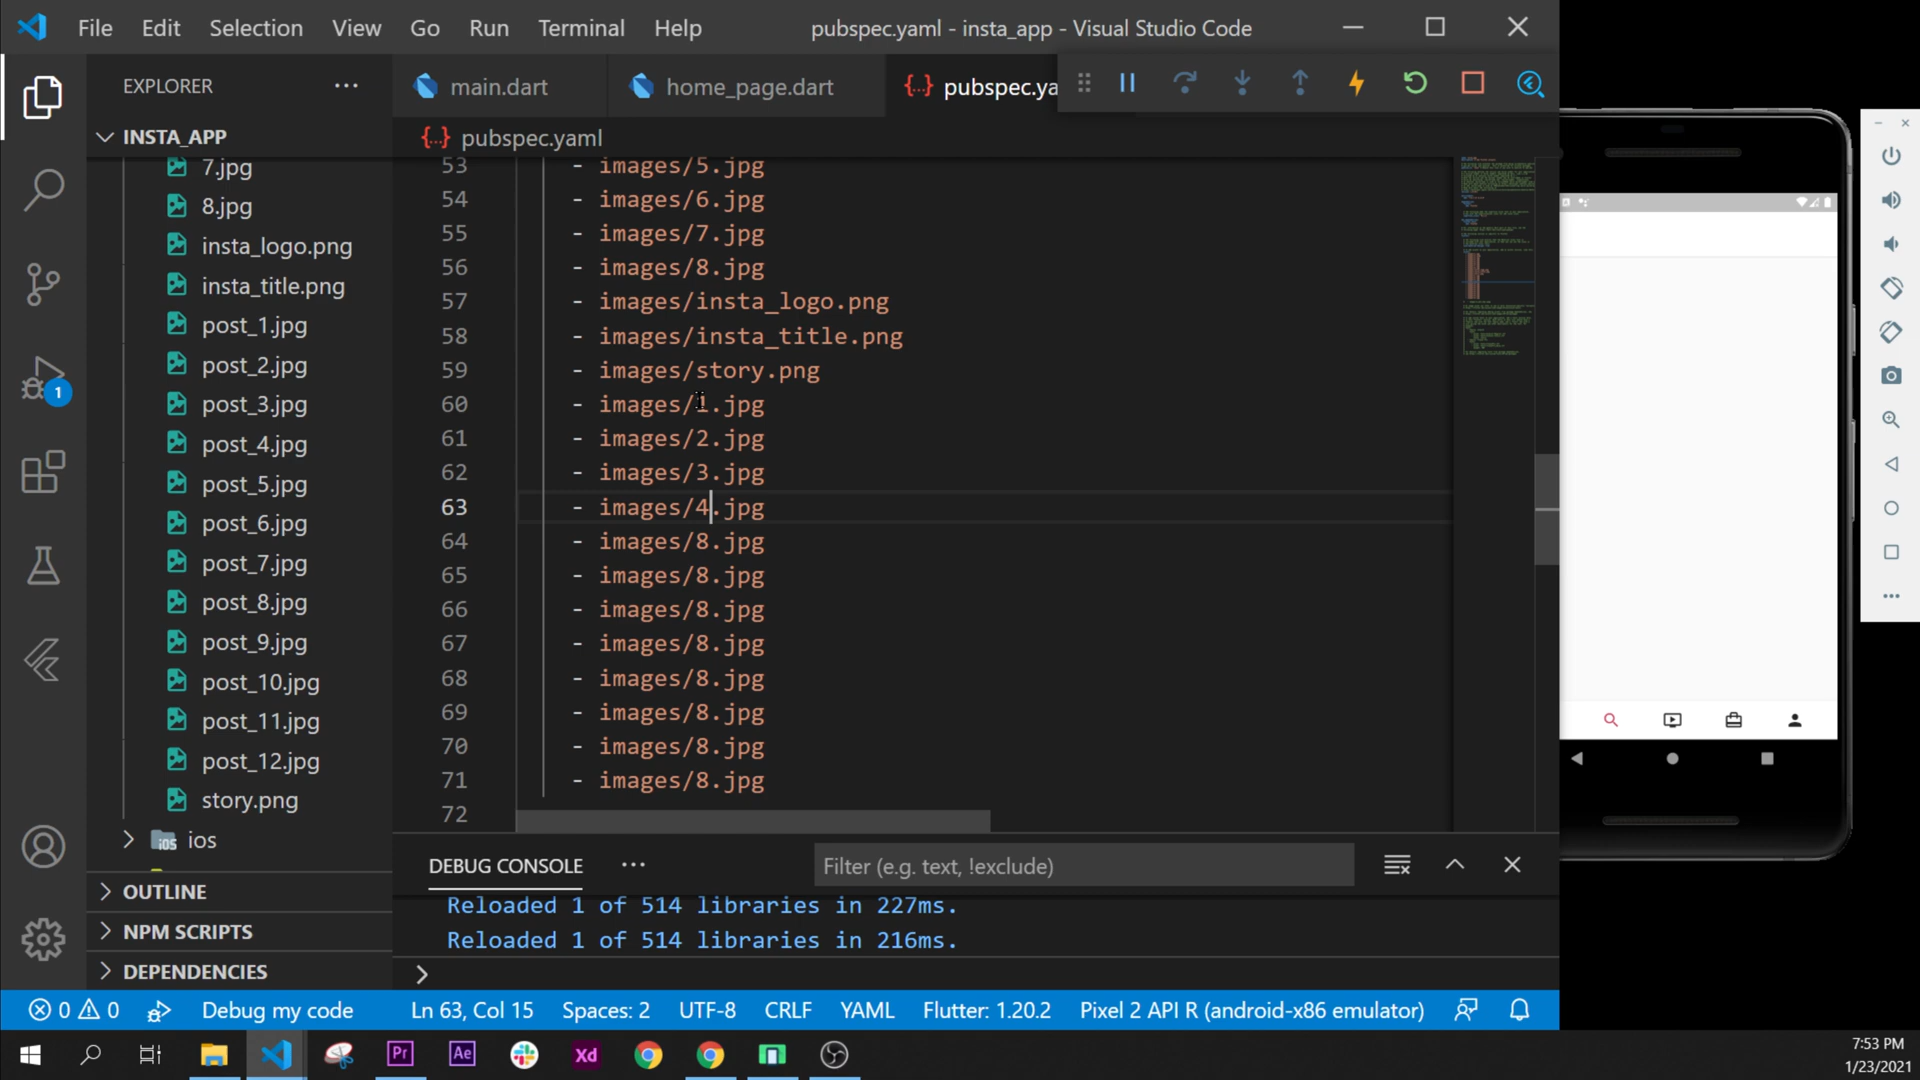 File Edit Selection View Go Run Terminal Help
pubspec.yaml - insta_app - Visual Studio Code
EXPLORER
main.dart
home_page.dart
{...} pubspec.ya
INSTA_APP
{...} pubspec.yaml
7.jpg
8.jpg
insta_logo.png
insta_title.png
post_1.jpg
post_2.jpg
post_3.jpg
post_4.jpg
post_5.jpg
post_6.jpg
post_7.jpg
post_8.jpg
post_9.jpg
post_10.jpg
post_11.jpg
post_12.jpg
story.png
ios
iOS
1
53 - images/5.jpg
54 - images/6.jpg
55 - images/7.jpg
56 - images/8.jpg
57 - images/insta_logo.png
58 - images/insta_title.png
59 - images/story.png
60 - images/1.jpg
61 - images/2.jpg
62 - images/3.jpg
63 - images/4.jpg
64 - images/8.jpg
65 - images/8.jpg
66 - images/8.jpg
67 - images/8.jpg
68 - images/8.jpg
69 - images/8.jpg
70 - images/8.jpg
71 - images/8.jpg
72
OUTLINE
NPM SCRIPTS
DEPENDENCIES
DEBUG CONSOLE
Filter (e.g. text, !exclude)
Reloaded 1 of 514 libraries in 227ms.
Reloaded 1 of 514 libraries in 216ms.
0 0 Debug my code Ln 63, Col 15 Spaces: 2 UTF-8 CRLF YAML Flutter: 1.20.2 Pixel 2 API R (android-x86 emulator)
Pr Ae Xd
7:53 PM
1/23/2021